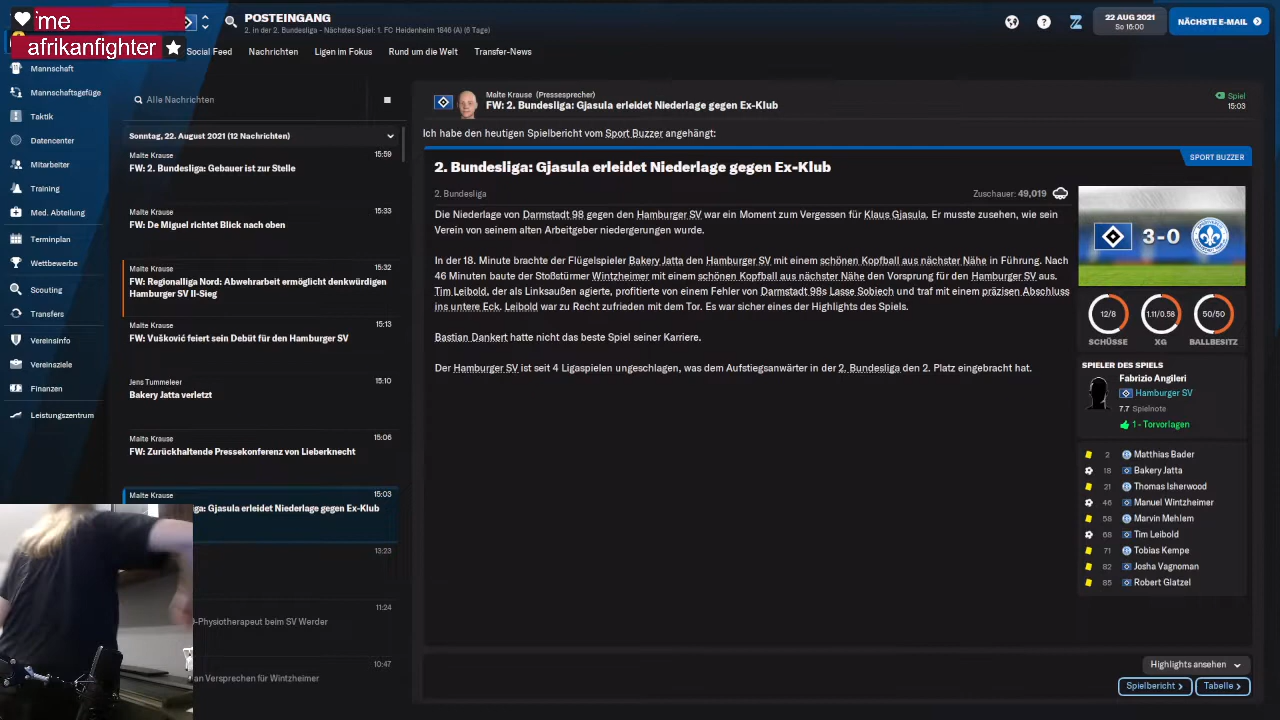 ime
afrikanfighter
POSTEINGANG
2. in der 2. Bundesliga - Nächstes Spiel: 1. FC Heidenheim 1846 (A) (6 Tage)
22 AUG 2021
So 16:00
NÄCHSTE E-MAIL
Social Feed
Nachrichten
Ligen im Fokus
Rund um die Welt
Transfer-News
Mannschaft
Mannschaftsgefüge
Taktik
Datencenter
Mitarbeiter
Training
Med. Abteilung
Terminplan
Wettbewerbe
Scouting
Transfers
Vereinsinfo
Vereinsziele
Finanzen
Leistungszentrum
Alle Nachrichten
Sonntag, 22. August 2021 (12 Nachrichten)
Malte Krause 15:59
FW: 2. Bundesliga: Gebauer ist zur Stelle
Malte Krause 15:33
FW: De Miguel richtet Blick nach oben
Malte Krause 15:32
FW: Regionalliga Nord: Abwehrarbeit ermöglicht denkwürdigen
Hamburger SV II-Sieg
Malte Krause 15:13
FW: Vušković feiert sein Debüt für den Hamburger SV
Jens Tummeleer 15:10
Bakery Jatta verletzt
Malte Krause 15:06
FW: Zurückhaltende Pressekonferenz von Lieberknecht
Malte Krause 15:03
ga: Gjasula erleidet Niederlage gegen Ex-Klub
13:23
11:24
-Physiotherapeut beim SV Werder
10:47
an Versprechen für Wintzheimer
Malte Krause (Pressesprecher)
FW: 2. Bundesliga: Gjasula erleidet Niederlage gegen Ex-Klub
Spiel
15:03
Ich habe den heutigen Spielbericht vom Sport Buzzer angehängt:
SPORT BUZZER
2. Bundesliga: Gjasula erleidet Niederlage gegen Ex-Klub
2. Bundesliga
Zuschauer: 49,019
Die Niederlage von Darmstadt 98 gegen den Hamburger SV war ein Moment zum Vergessen für Klaus Gjasula. Er musste zusehen, wie sein
Verein von seinem alten Arbeitgeber niedergerungen wurde.
In der 18. Minute brachte der Flügelspieler Bakery Jatta den Hamburger SV mit einem schönen Kopfball aus nächster Nähe in Führung. Nach
46 Minuten baute der Stoßstürmer Wintzheimer mit einem schönen Kopfball aus nächster Nähe den Vorsprung für den Hamburger SV aus.
Tim Leibold, der als Linksaußen agierte, profitierte von einem Fehler von Darmstadt 98s Lasse Sobiech und traf mit einem präzisen Abschluss
ins untere Eck. Leibold war zu Recht zufrieden mit dem Tor. Es war sicher eines der Highlights des Spiels.
Bastian Dankert hatte nicht das beste Spiel seiner Karriere.
Der Hamburger SV ist seit 4 Ligaspielen ungeschlagen, was dem Aufstiegsanwärter in der 2. Bundesliga den 2. Platz eingebracht hat.
3-0
12/8
1.11/0.58
50/50
SCHÜSSE
XG
BALLBESITZ
SPIELER DES SPIELS
Fabrizio Angileri
Hamburger SV
7.7 Spielnote
1 - Torvorlagen
2 Matthias Bader
18 Bakery Jatta
21 Thomas Isherwood
46 Manuel Wintzheimer
58 Marvin Mehlem
68 Tim Leibold
71 Tobias Kempe
82 Josha Vagnoman
85 Robert Glatzel
Highlights ansehen
Spielbericht
Tabelle